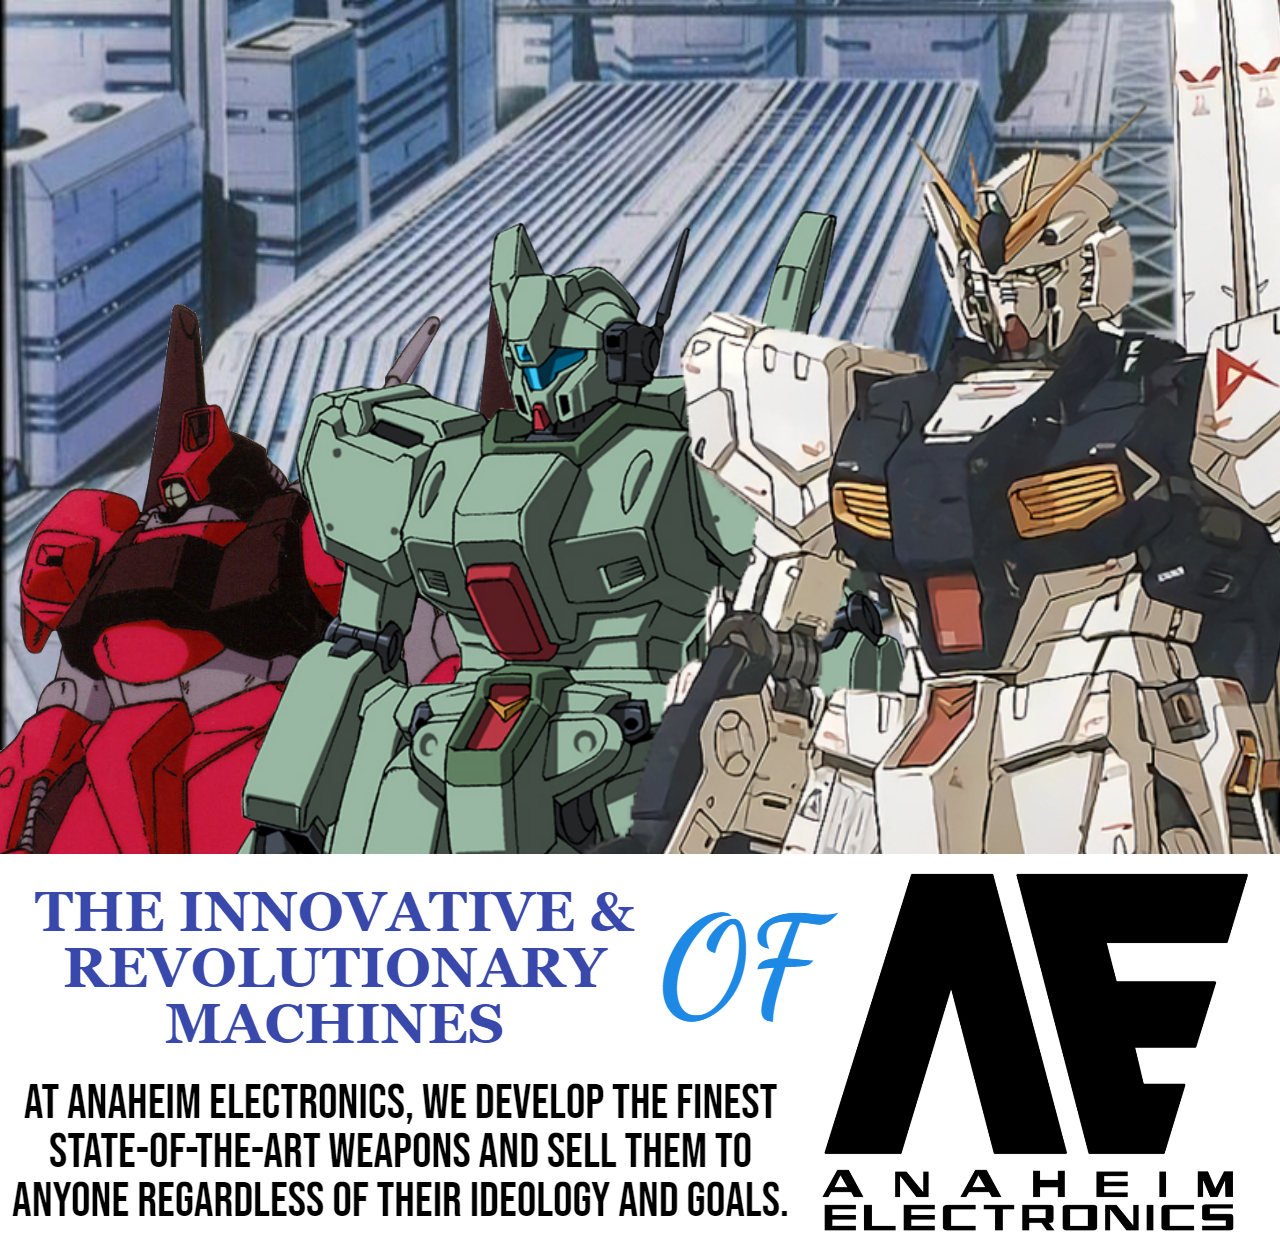 THE INNOVATIVE &
REVOLUTIONARY
MACHINES
OF
AE
ANAHEIM
ELECTRONICS
AT ANAHEIM ELECTRONICS, WE DEVELOP THE FINEST
STATE-OF-THE-ART WEAPONS AND SELL THEM TO
ANYONE REGARDLESS OF THEIR IDEOLOGY AND GOALS.